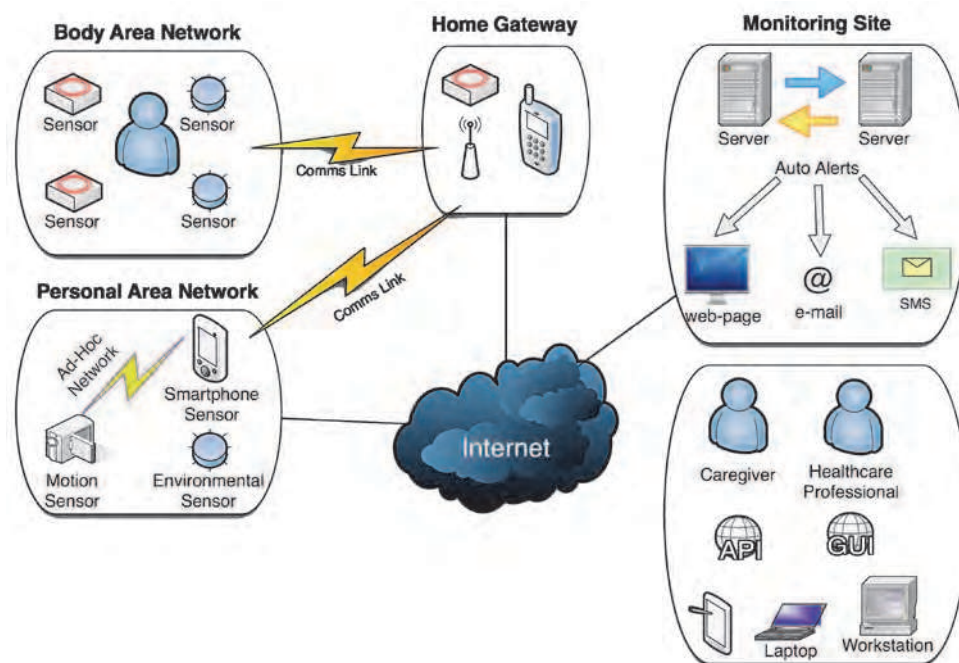 Body Area Network
Sensor
Sensor
Sensor
Sensor
Comms Link
Home Gateway
Comms Link
Personal Area Network
Ad-Hoc
Network
Smartphone
Sensor
Motion
Sensor
Environmental
Sensor
Internet
Monitoring Site
Server
Server
Auto Alerts
web-page
@
e-mail
SMS
Caregiver
Healthcare
Professional
API
GUI
Laptop
Workstation